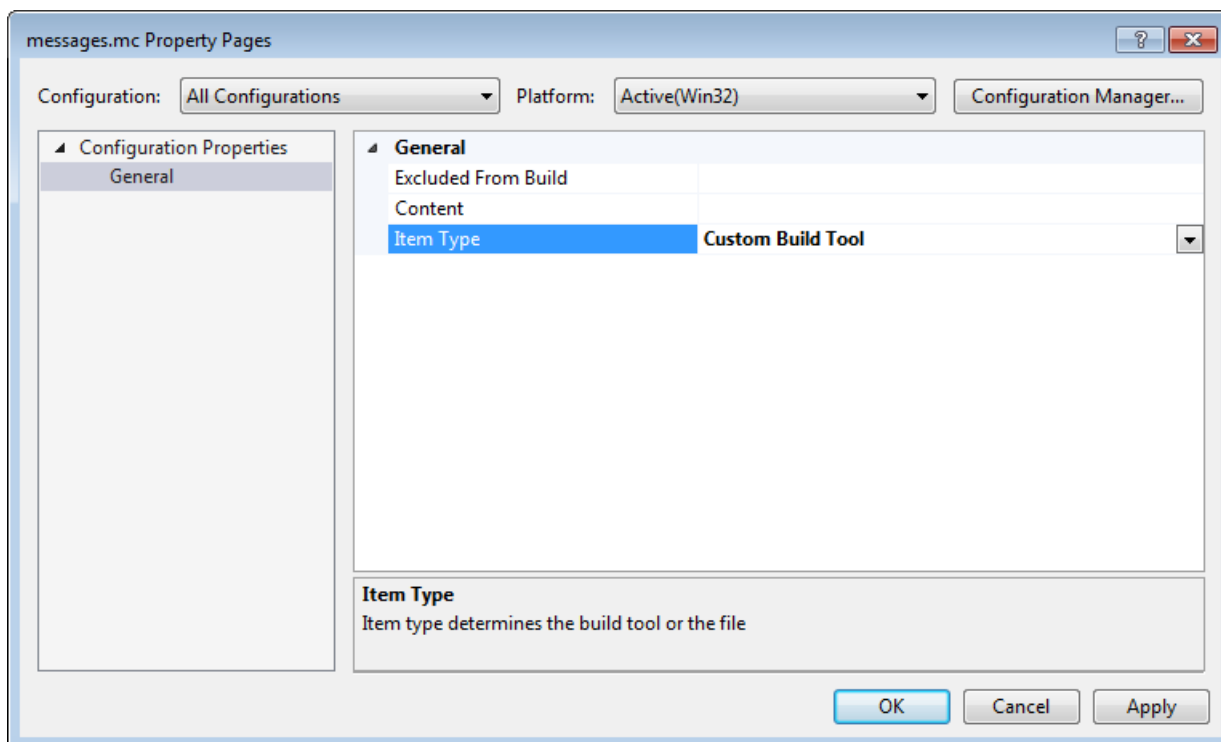 messages.mc Property Pages
Configuration: All Configurations Platform: Active(Win32) Configuration Manager...
Configuration Properties
General
General
Excluded From Build
Content
Item Type Custom Build Tool
Item Type
Item type determines the build tool or the file
OK Cancel Apply